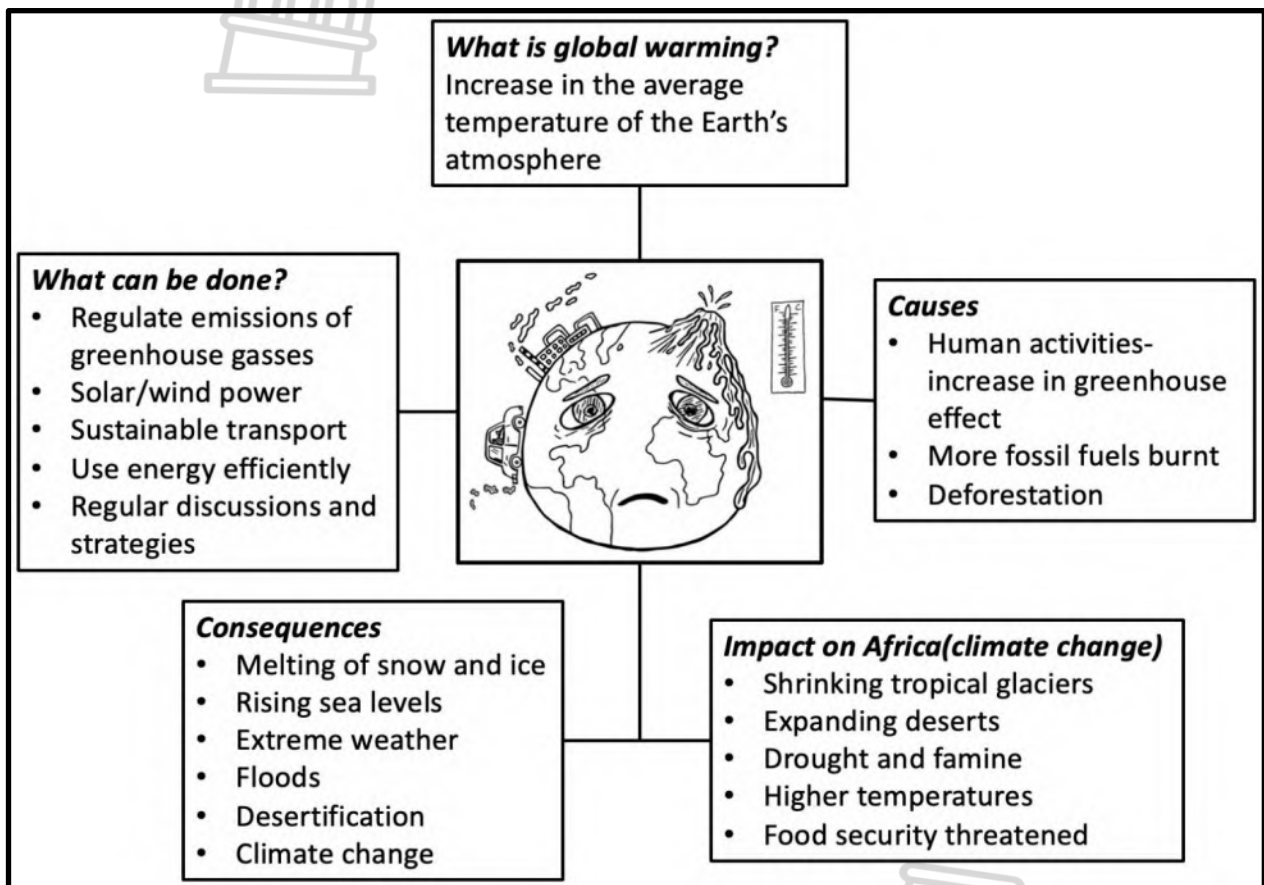 What is global warming?
Increase in the average
temperature of the Earth's
atmosphere
What can be done?
• Regulate emissions of
greenhouse gasses
• Solar/wind power
• Sustainable transport
• Use energy efficiently
• Regular discussions and
strategies
F C
Causes
• Human activities-
increase in greenhouse
effect
• More fossil fuels burnt
• Deforestation
Consequences
• Melting of snow and ice
• Rising sea levels
• Extreme weather
• Floods
• Desertification
• Climate change
Impact on Africa(climate change)
• Shrinking tropical glaciers
• Expanding deserts
• Drought and famine
• Higher temperatures
• Food security threatened